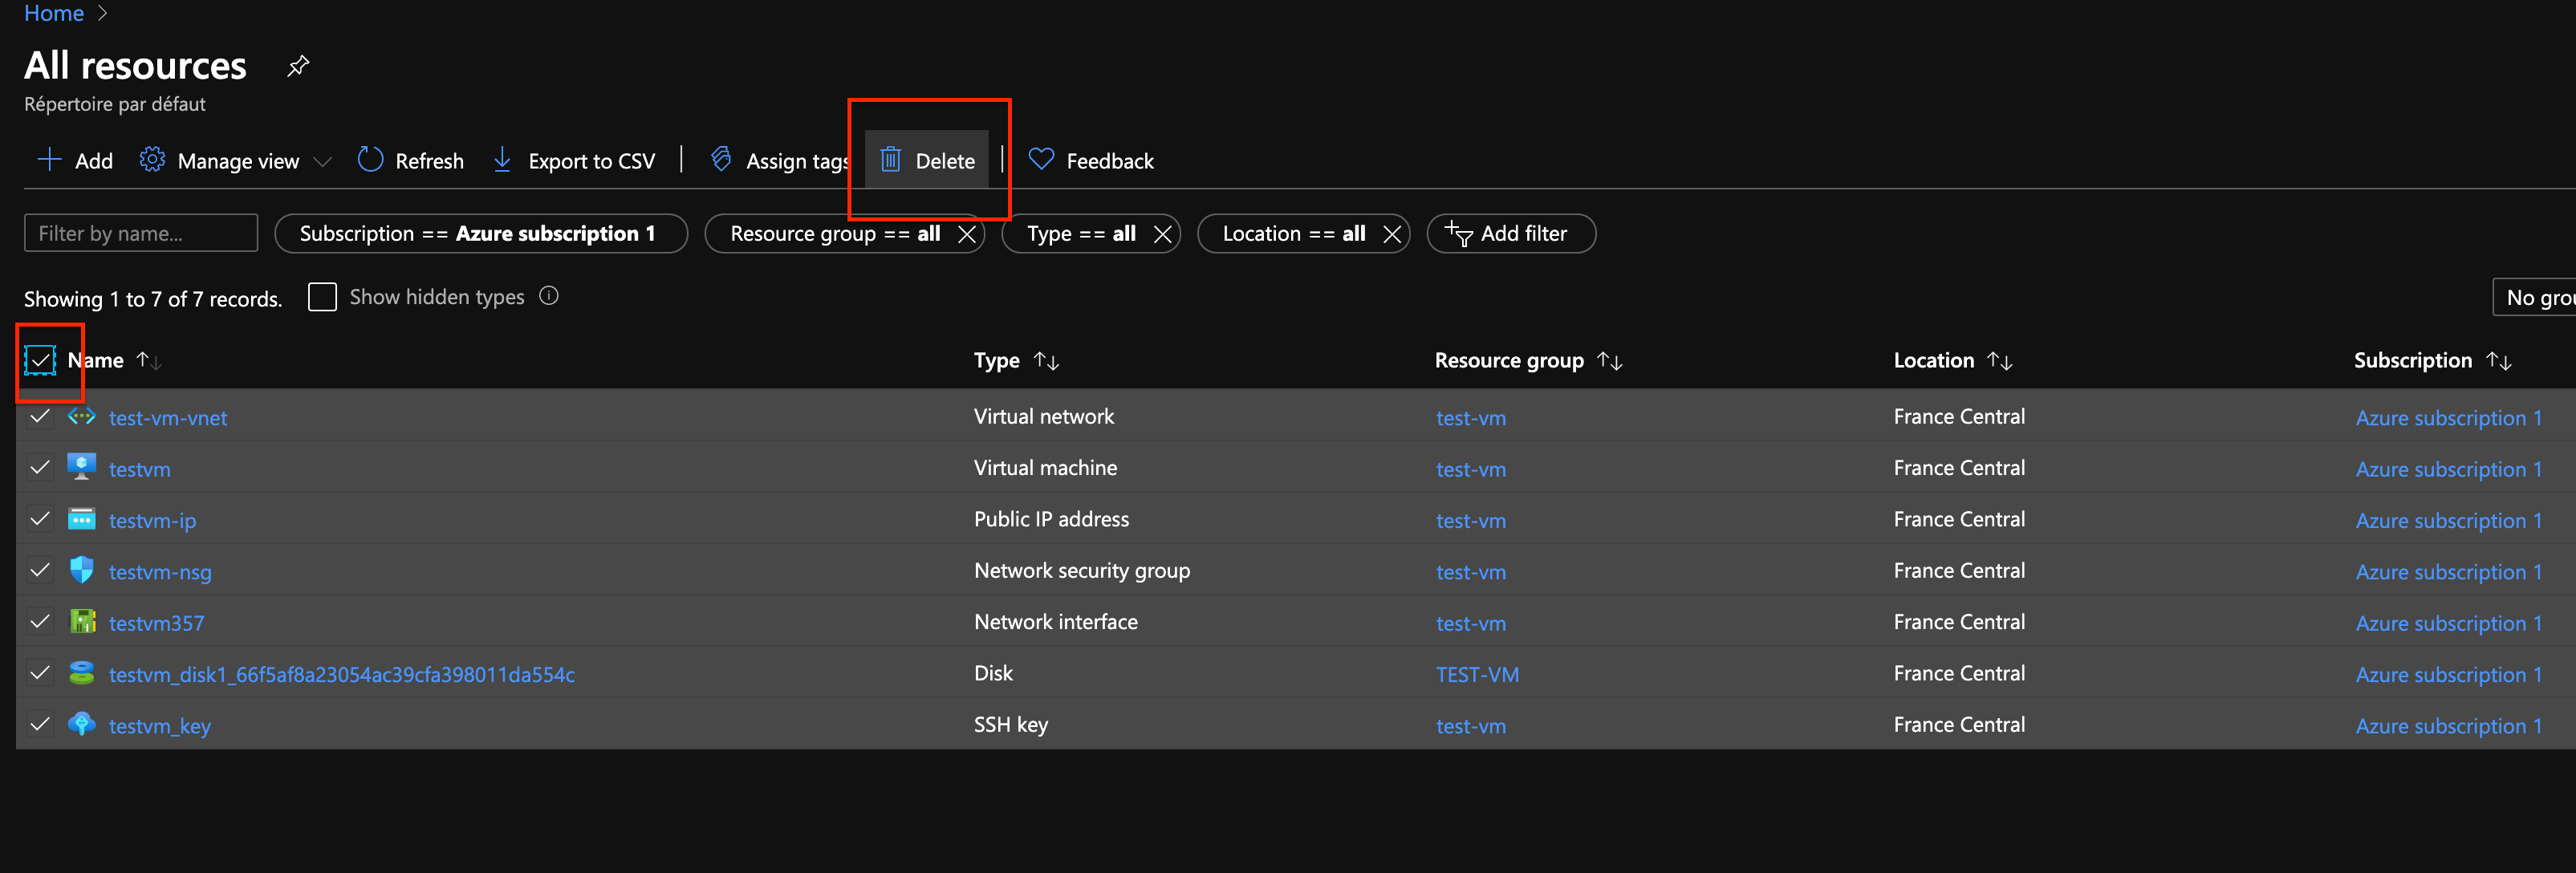 Home
All resources
Répertoire par défaut
Add Manage view Refresh Export to CSV Assign tags Delete Feedback
Filter by name... Subscription == Azure subscription 1 Resource group == all Type == all Location == all Add filter
Showing 1 to 7 of 7 records. Show hidden types No grou
Name Type Resource group Location Subscription
test-vm-vnet Virtual network test-vm France Central Azure subscription 1
testvm Virtual machine test-vm France Central Azure subscription 1
testvm-ip Public IP address test-vm France Central Azure subscription 1
testvm-nsg Network security group test-vm France Central Azure subscription 1
testvm357 Network interface test-vm France Central Azure subscription 1
testvm_disk1_66f5af8a23054ac39cfa398011da554c Disk TEST-VM France Central Azure subscription 1
testvm_key SSH key test-vm France Central Azure subscription 1